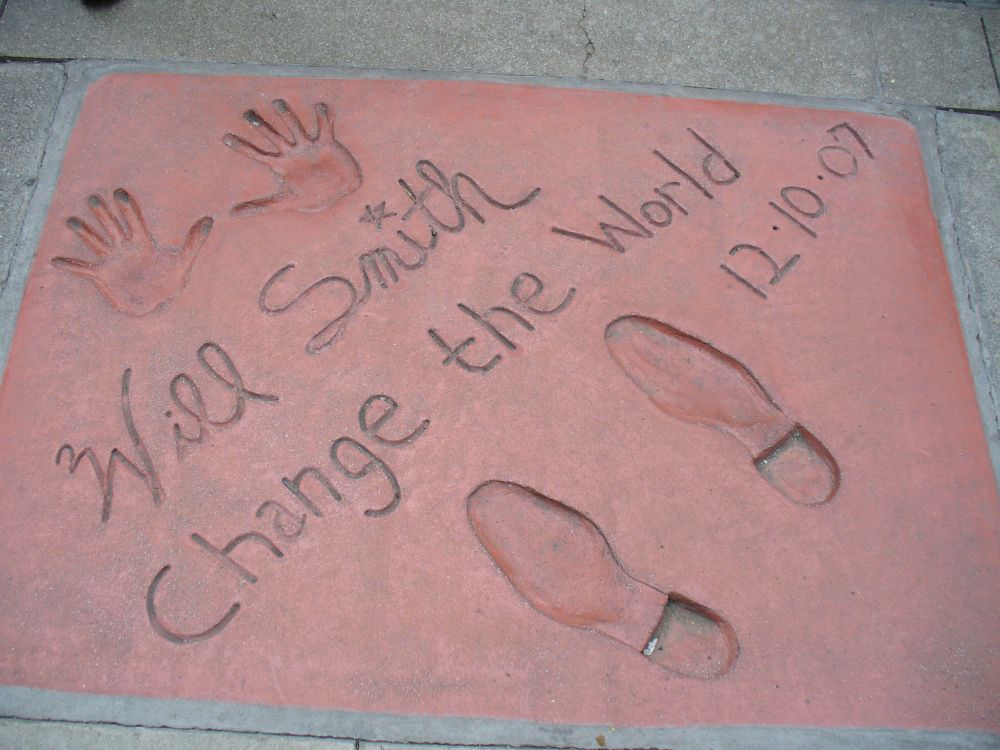 Will Smith
Change the World
12.10.07